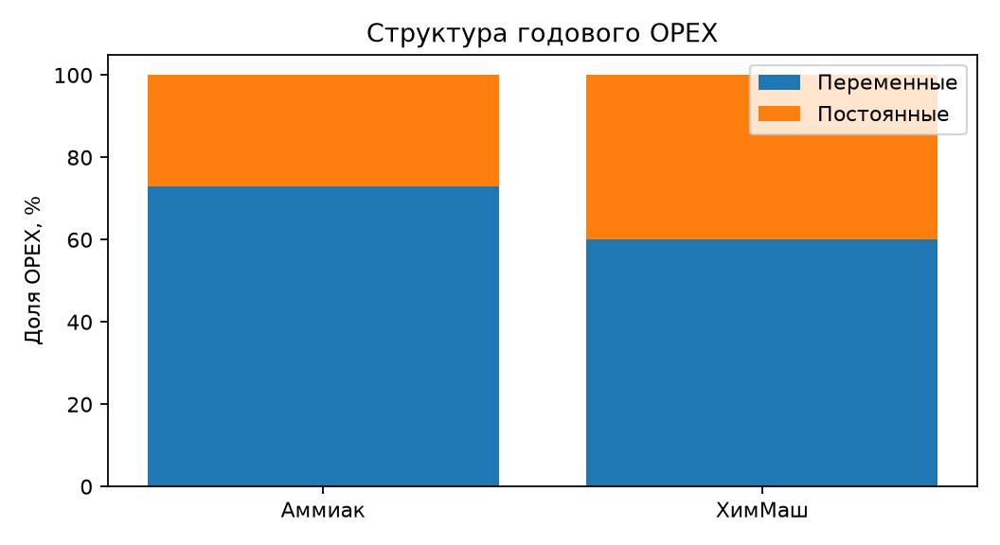 Структура годового OPEX
Переменные
Постоянные
Доля OPEX, %
100
80
60
40
20
0
Аммиак
ХимМаш